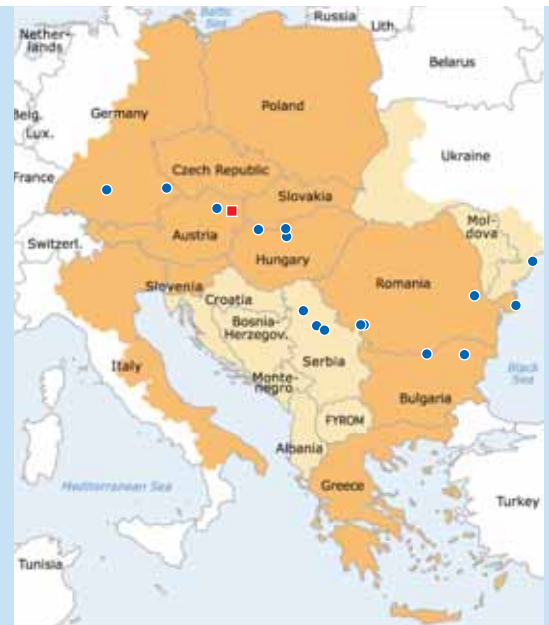 Baltic
Sea
Russia
Lith.
Nether-
lands
Belarus
Germany
Poland
Belg.
Lux.
Ukraine
France
Czech Republic
Slovakia
Mol-
dova
Switzerl.
Austria
Hungary
Romania
Slovenia
Croatia
Bosnia-
Herzegov.
Serbia
Italy
Monte-
negro
Black
Sea
Bulgaria
FYROM
Albania
Mediterranean Sea
Greece
Turkey
Tunisia